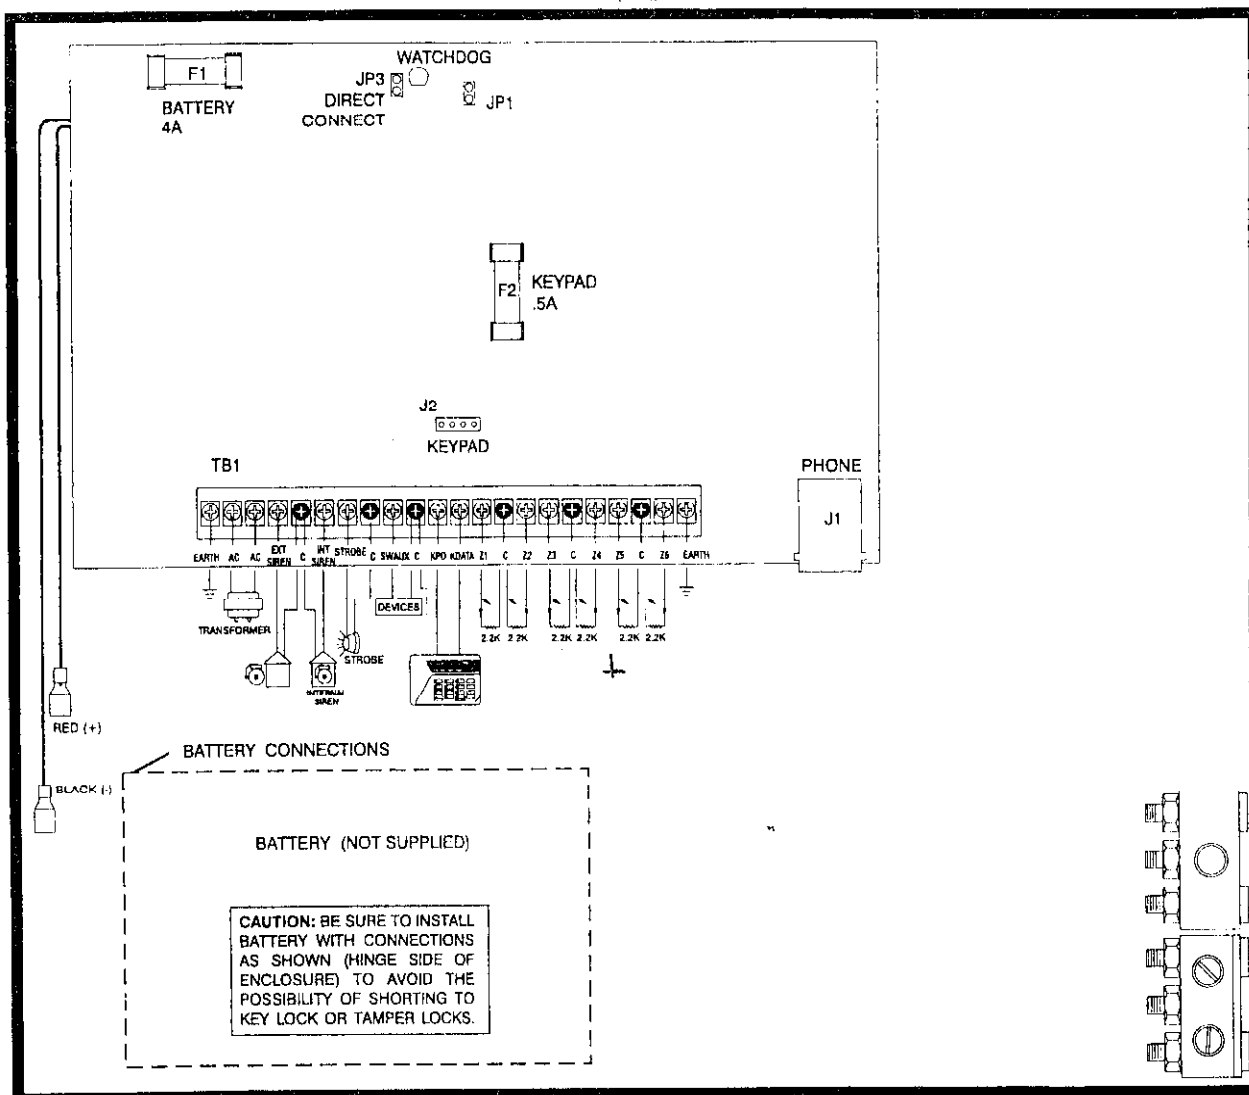 WATCHDOG
F1
BATTERY
4A
JP3
DIRECT
CONNECT
JP1
F2
KEYPAD
.5A
J2
KEYPAD
TB1
PHONE
J1
EARTH AC AC EXT SIREN C INT SIREN STROBE C SWAUX C KPD KDATA Z1 C Z2 Z3 C Z4 Z5 C Z6 EARTH
TRANSFORMER
DEVICES
2.2K 2.2K 2.2K 2.2K 2.2K 2.2K
STROBE
INTERNAL
SIREN
RED (+)
BLACK (-)
BATTERY CONNECTIONS
BATTERY (NOT SUPPLIED)
CAUTION: BE SURE TO INSTALL
BATTERY WITH CONNECTIONS
AS SHOWN (HINGE SIDE OF
ENCLOSURE) TO AVOID THE
POSSIBILITY OF SHORTING TO
KEY LOCK OR TAMPER LOCKS.